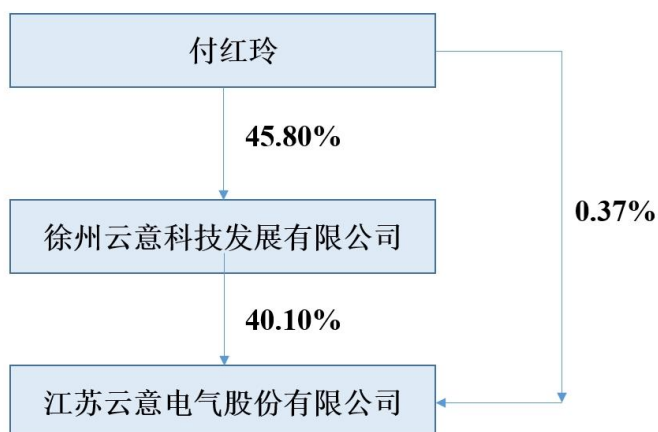 付红玲
45.80%
0.37%
徐州云意科技发展有限公司
40.10%
江苏云意电气股份有限公司